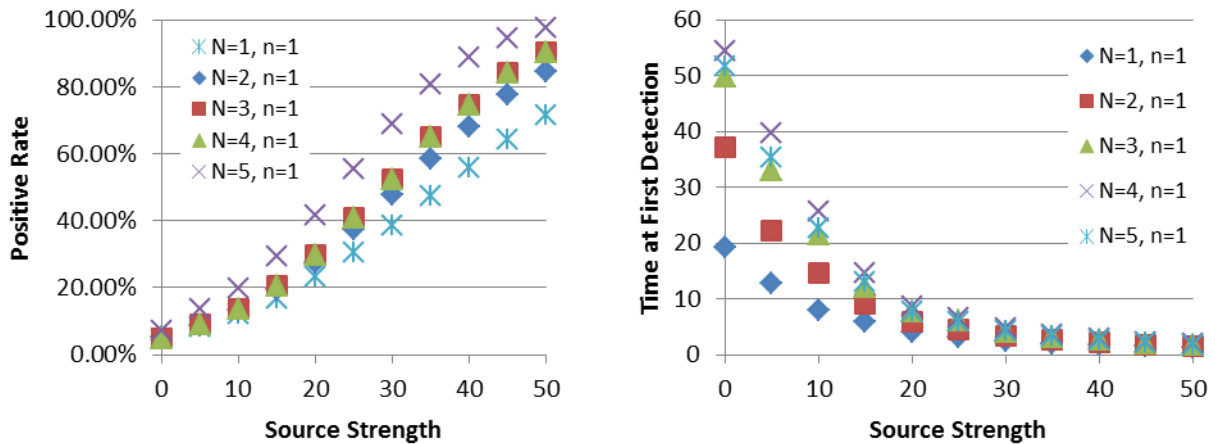 100.00%
80.00%
60.00%
40.00%
20.00%
0.00%
Positive Rate
N=1, n=1
N=2, n=1
N=3, n=1
N=4, n=1
N=5, n=1
0 10 20 30 40 50
Source Strength
60
50
40
30
20
10
0
Time at First Detection
N=1, n=1
N=2, n=1
N=3, n=1
N=4, n=1
N=5, n=1
0 10 20 30 40 50
Source Strength